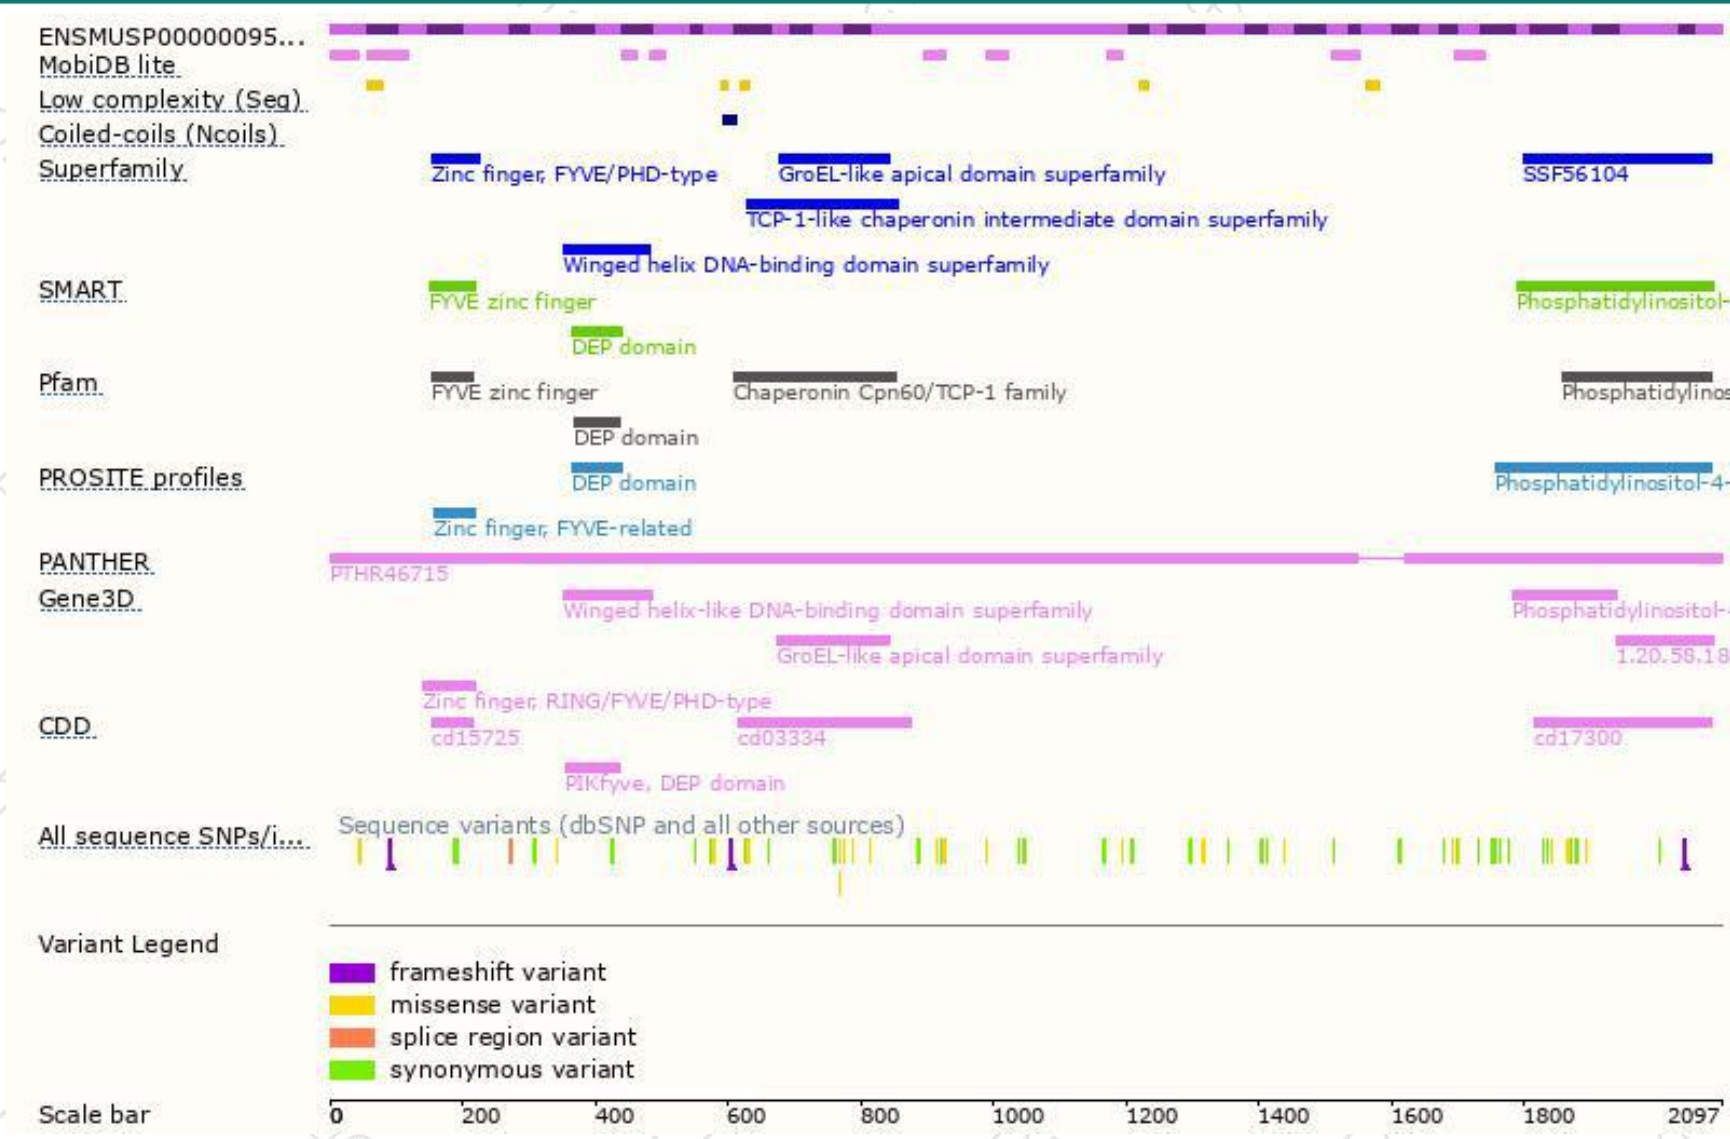 ENSMUSP00000095...
MobiDB lite
Low complexity (Seg)
Coiled-coils (Ncoils)
Superfamily
Zinc finger, FYVE/PHD-type
GroEL-like apical domain superfamily
SSF56104
TCP-1-like chaperonin intermediate domain superfamily
Winged helix DNA-binding domain superfamily
SMART
FYVE zinc finger
Phosphatidylinositol-
DEP domain
Pfam
FYVE zinc finger
Chaperonin Cpn60/TCP-1 family
Phosphatidylinos
DEP domain
PROSITE profiles
DEP domain
Phosphatidylinositol-4-
Zinc finger, FYVE-related
PANTHER
PTHR46715
Gene3D
Winged helix-like DNA-binding domain superfamily
Phosphatidylinositol-4
GroEL-like apical domain superfamily
1.20.58.18
Zinc finger, RING/FYVE/PHD-type
CDD
cd15725
cd03334
cd17300
PIKfyve, DEP domain
All sequence SNPs/i...
Sequence variants (dbSNP and all other sources)
Variant Legend
frameshift variant
missense variant
splice region variant
synonymous variant
Scale bar
0 200 400 600 800 1000 1200 1400 1600 1800 2097